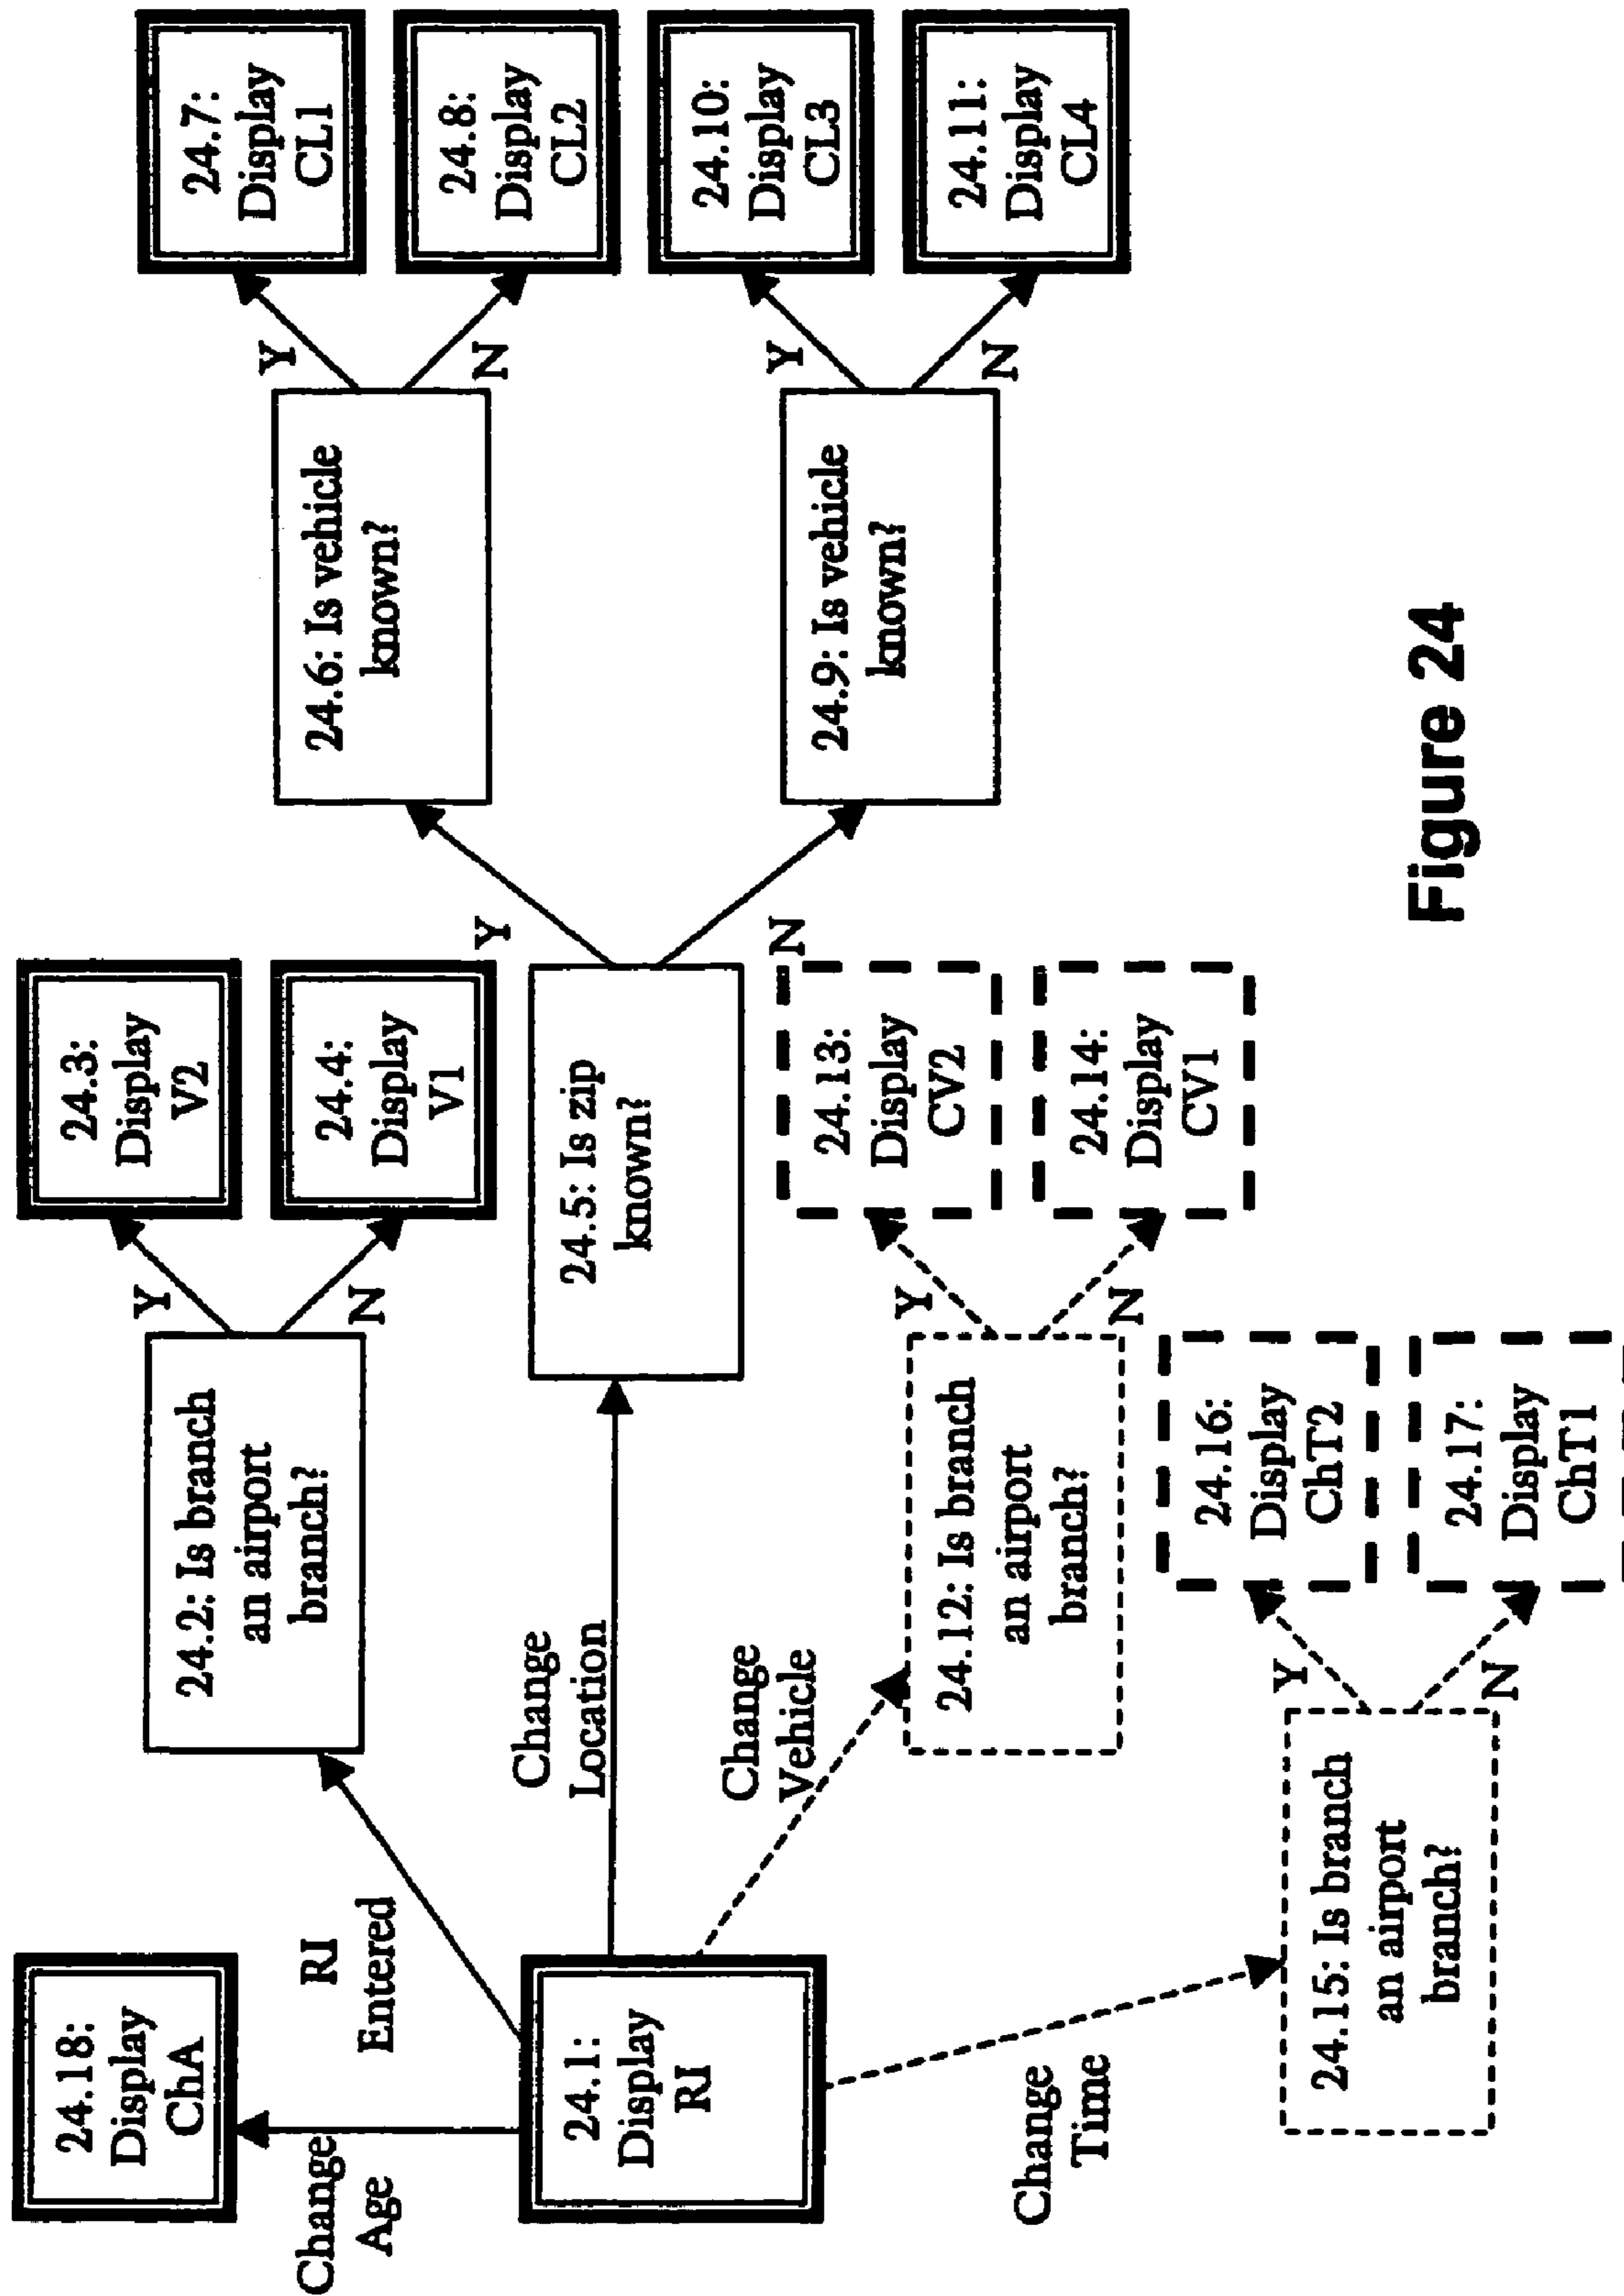 24.18:
Display
ChA
Change
Age
RI
Entered
24.1:
Display
RI
24.2: Is branch
an airport
branch?
Y
N
24.3:
Display
V2
24.4:
Display
V1
Change
Location
24.5: Is zip
known?
Y
N
24.6: Is vehicle
known?
Y
N
24.7:
Display
CL1
24.8:
Display
CL2
24.9: Is vehicle
known?
Y
N
24.10:
Display
CL3
24.11:
Display
CL4
Change
Vehicle
24.12: Is branch
an airport
branch?
Y
N
24.13:
Display
CV2
24.14:
Display
CV1
Change
Time
24.15: Is branch
an airport
branch?
Y
N
24.16:
Display
ChT2
24.17:
Display
ChT1
Figure 24